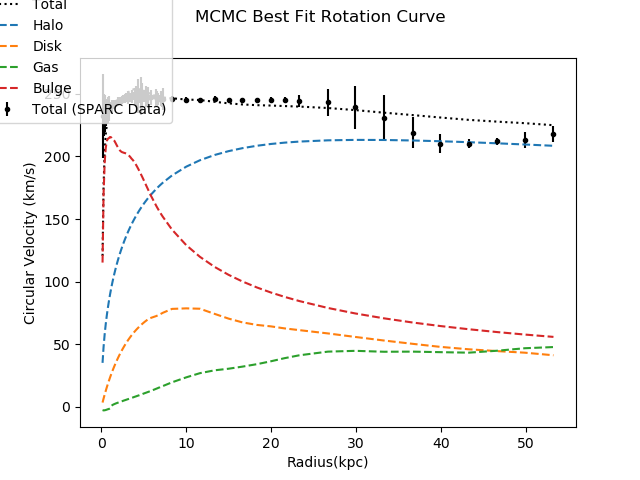 MCMC Best Fit Rotation Curve
Total
Halo
Disk
Gas
Bulge
Total (SPARC Data)
Circular Velocity (km/s)
250
200
150
100
50
0
0 10 20 30 40 50
Radius(kpc)